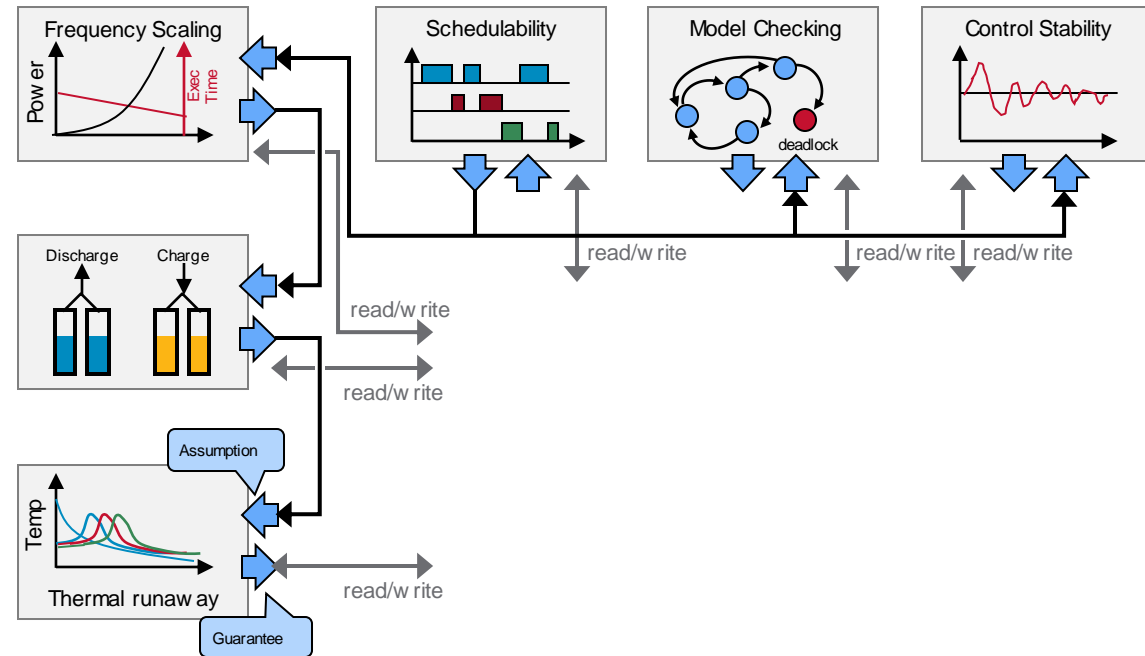 Frequency Scaling
Power
Exec
Time
Schedulability
Model Checking
deadlock
Control Stability
read/w rite
read/w rite
read/w rite
Discharge
Charge
read/w rite
read/w rite
Assumption
Temp
Thermal runaw ay
read/w rite
Guarantee